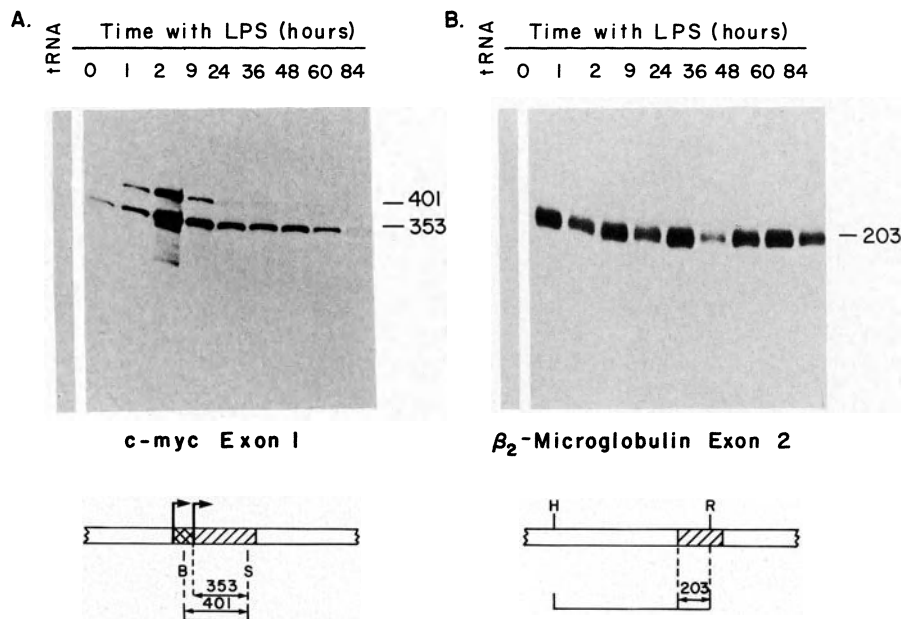 A.
tRNA
Time with LPS (hours)
0 1 2 9 24 36 48 60 84
401
353
c-myc Exon 1
B S
353
401
B.
tRNA
Time with LPS (hours)
0 1 2 9 24 36 48 60 84
203
β₂-Microglobulin Exon 2
H R
203